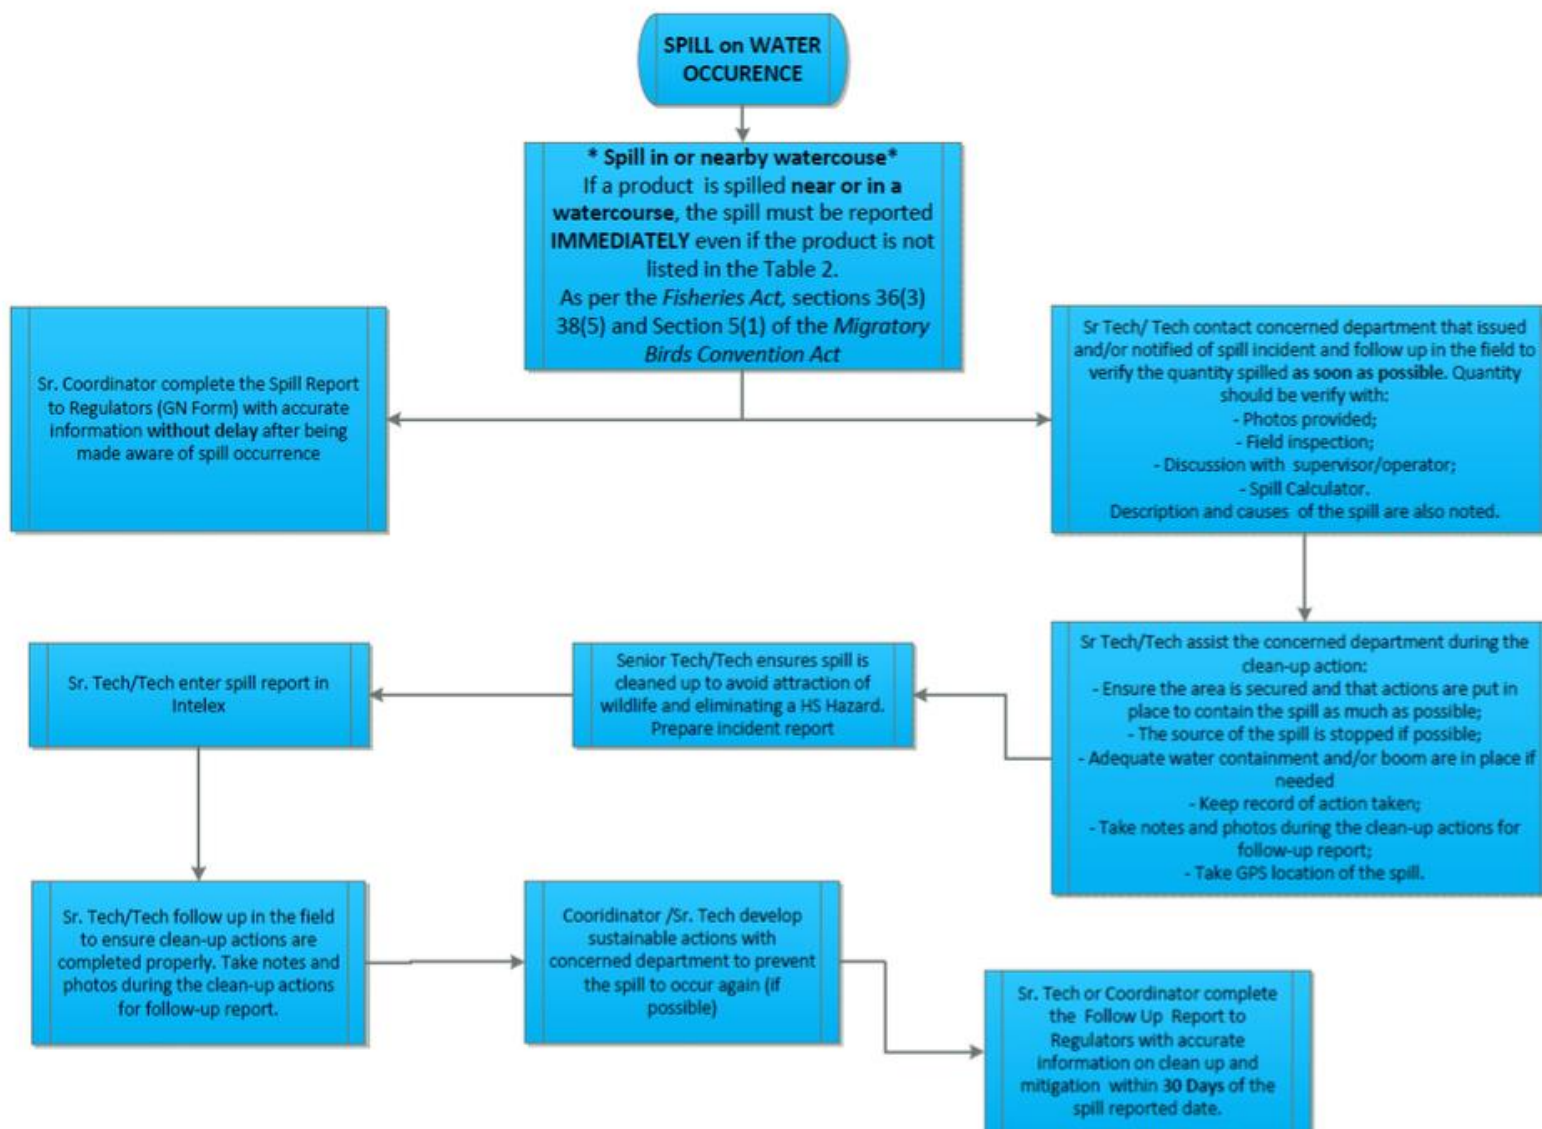 SPILL on WATER
OCCURENCE
* Spill in or nearby watercouse*
If a product is spilled near or in a
watercourse, the spill must be reported
IMMEDIATELY even if the product is not
listed in the Table 2.
As per the Fisheries Act, sections 36(3)
38(5) and Section 5(1) of the Migratory
Birds Convention Act
Sr. Coordinator complete the Spill Report
to Regulators (GN Form) with accurate
information without delay after being
made aware of spill occurrence
Sr Tech/ Tech contact concerned department that issued
and/or notified of spill incident and follow up in the field to
verify the quantity spilled as soon as possible. Quantity
should be verify with:
- Photos provided;
- Field inspection;
- Discussion with supervisor/operator;
- Spill Calculator.
Description and causes of the spill are also noted.
Sr Tech/Tech assist the concerned department during the
clean-up action:
- Ensure the area is secured and that actions are put in
place to contain the spill as much as possible;
- The source of the spill is stopped if possible;
- Adequate water containment and/or boom are in place if
needed
- Keep record of action taken;
- Take notes and photos during the clean-up actions for
follow-up report;
- Take GPS location of the spill.
Senior Tech/Tech ensures spill is
cleaned up to avoid attraction of
wildlife and eliminating a HS Hazard.
Prepare incident report
Sr. Tech/Tech enter spill report in
Intelex
Sr. Tech/Tech follow up in the field
to ensure clean-up actions are
completed properly. Take notes and
photos during the clean-up actions
for follow-up report.
Cooridinator /Sr. Tech develop
sustainable actions with
concerned department to prevent
the spill to occur again (if
possible)
Sr. Tech or Coordinator complete
the Follow Up Report to
Regulators with accurate
information on clean up and
mitigation within 30 Days of the
spill reported date.